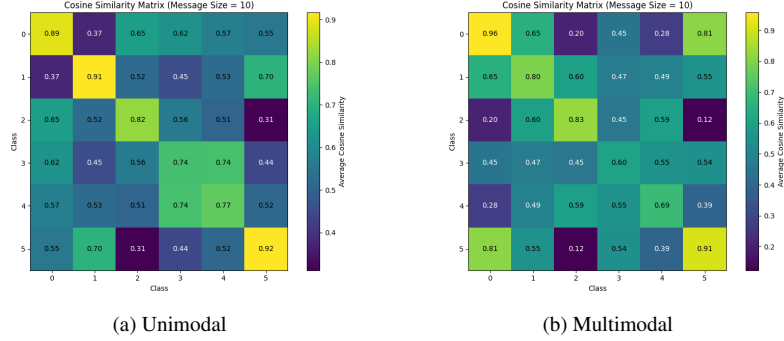 Cosine Similarity Matrix (Message Size = 10)
0 0.89 0.37 0.65 0.62 0.57 0.55
1 0.37 0.91 0.52 0.45 0.53 0.70
2 0.65 0.52 0.82 0.56 0.51 0.31
3 0.62 0.45 0.56 0.74 0.74 0.44
4 0.57 0.53 0.51 0.74 0.77 0.52
5 0.55 0.70 0.31 0.44 0.52 0.92
0 1 2 3 4 5
Class
Class
0.9
0.8
0.7
0.6
0.5
0.4
Average Cosine Similarity
(a) Unimodal
Cosine Similarity Matrix (Message Size = 10)
0 0.96 0.65 0.20 0.45 0.28 0.81
1 0.65 0.80 0.60 0.47 0.49 0.55
2 0.20 0.60 0.83 0.45 0.59 0.12
3 0.45 0.47 0.45 0.60 0.55 0.54
4 0.28 0.49 0.59 0.55 0.69 0.39
5 0.81 0.55 0.12 0.54 0.39 0.91
0 1 2 3 4 5
Class
Class
0.9
0.8
0.7
0.6
0.5
0.4
0.3
0.2
Average Cosine Similarity
(b) Multimodal